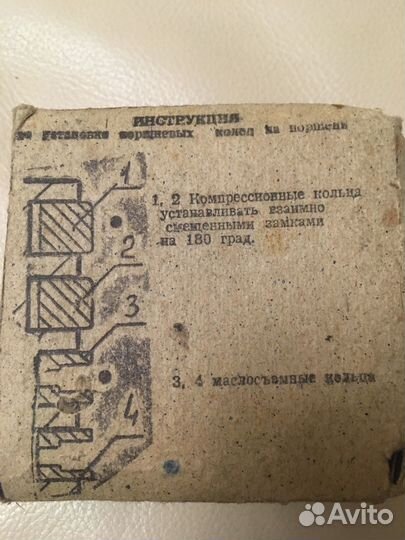 ИНСТРУКЦИЯ
по установке поршневых колец на поршень
1
1, 2 Компрессионные кольца
устанавливать взаимно
смещенными замками
на 180 град.
2
3
3, 4 маслосъемные кольца
4
Avito